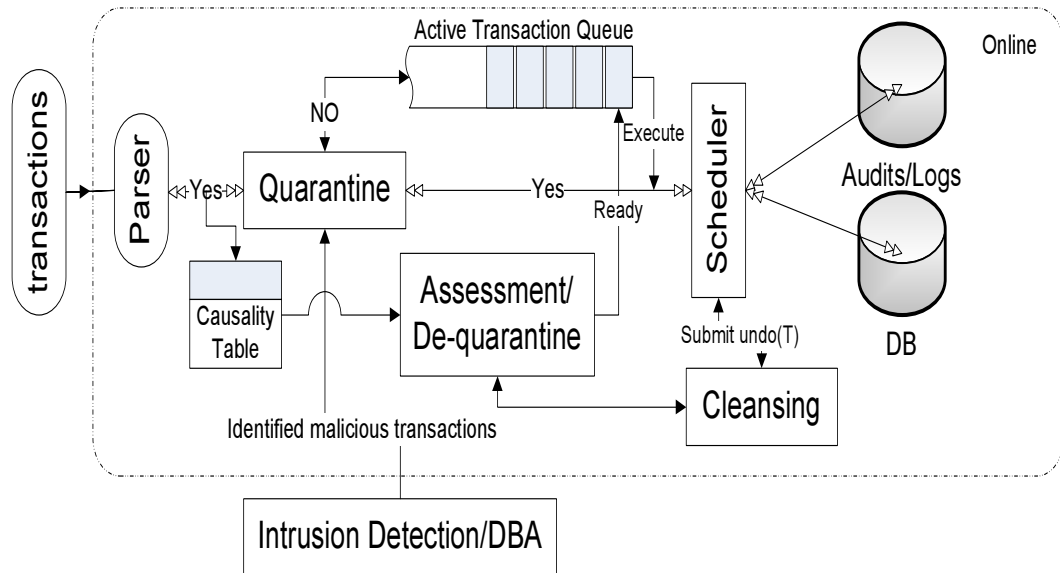 Active Transaction Queue
Online
transactions
Parser
NO
Execute
Yes
Quarantine
Yes
Ready
Scheduler
Audits/Logs
Causality
Table
Assessment/
De-quarantine
Submit undo(T)
DB
Cleansing
Identified malicious transactions
Intrusion Detection/DBA